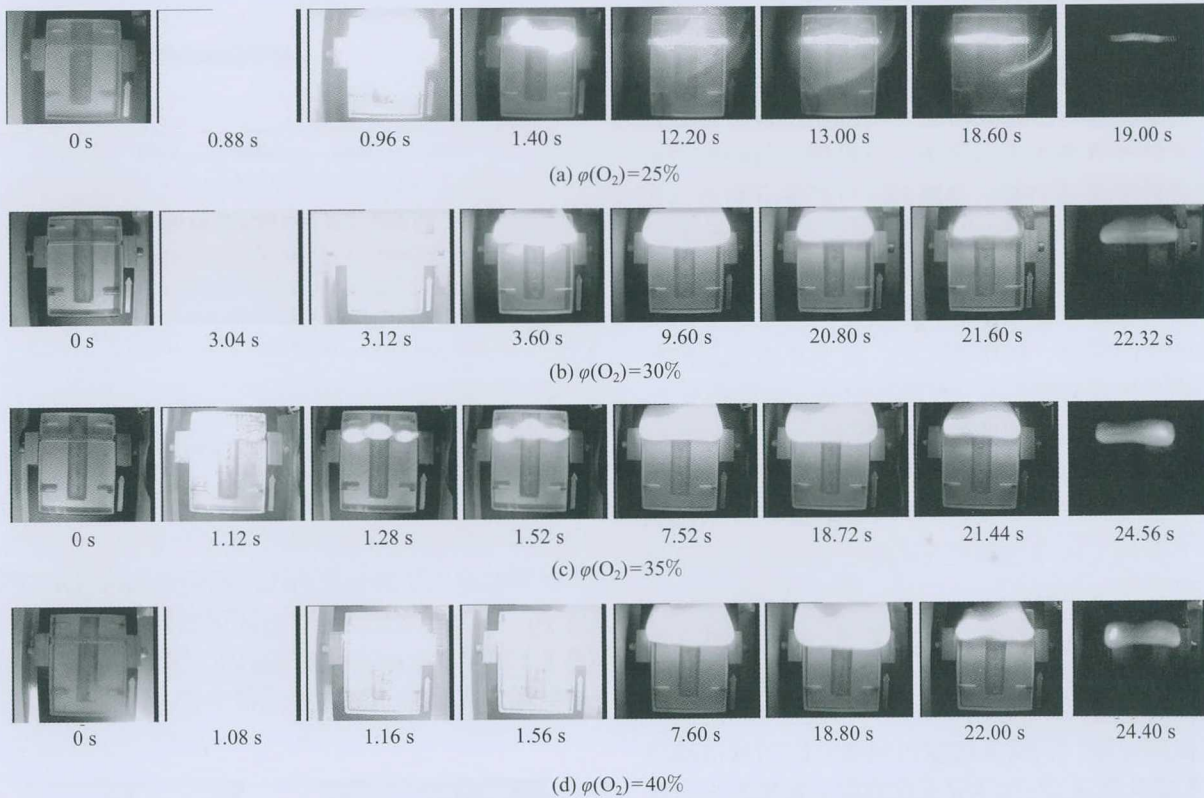 0 s 0.88 s 0.96 s 1.40 s 12.20 s 13.00 s 18.60 s 19.00 s
(a) φ(O₂)=25%
0 s 3.04 s 3.12 s 3.60 s 9.60 s 20.80 s 21.60 s 22.32 s
(b) φ(O₂)=30%
0 s 1.12 s 1.28 s 1.52 s 7.52 s 18.72 s 21.44 s 24.56 s
(c) φ(O₂)=35%
0 s 1.08 s 1.16 s 1.56 s 7.60 s 18.80 s 22.00 s 24.40 s
(d) φ(O₂)=40%